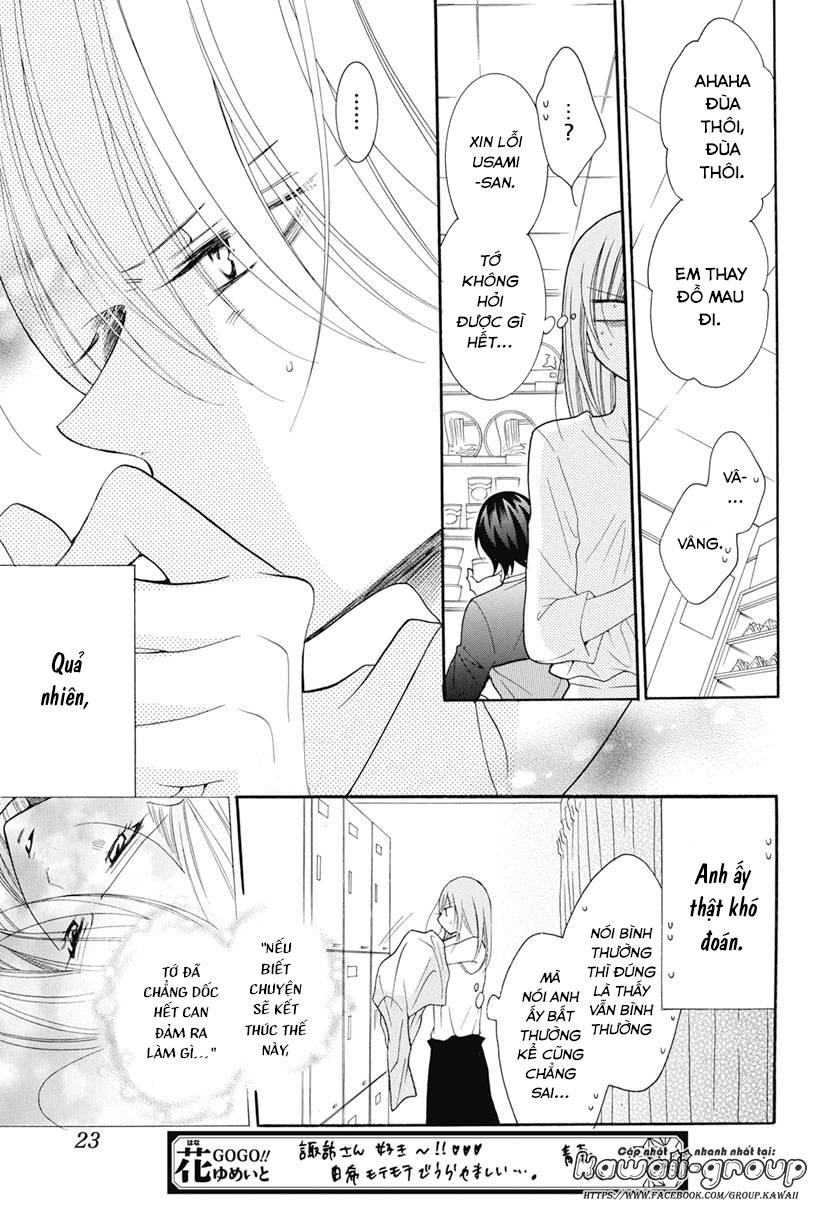 AHAHA
ĐÙA
THÔI,
ĐÙA
THÔI.
EM THAY
ĐỒ MAU
ĐI.
VÂ-
...
VÂNG.
...?
XIN LỖI
USAMI
-SAN.
TỚ
KHÔNG
HỎI
ĐƯỢC GÌ
HẾT...
......
Quả
nhiên,
Anh ấy
thật khó
đoán.
NÓI BÌNH
THƯỜNG
THÌ ĐÚNG
LÀ THẤY
VẪN BÌNH
THƯỜNG
MÀ
NÓI ANH
ẤY BẤT
THƯỜNG
KỂ CŨNG
CHẲNG
SAI...
"NẾU
BIẾT
CHUYỆN
SẼ KẾT
THÚC THẾ
NÀY,
TỚ ĐÃ
CHẲNG DỐC
HẾT CAN
ĐẢM RA
LÀM GÌ..."
23
花
はな
GOGO!!
ゆめいと
諏訪さん 好き〜!!♥♥♥
Cập nhật nhanh nhất tại:
kawaii-group
HTTPS://WWW.FACEBOOK.COM/GROUP.KAWAII